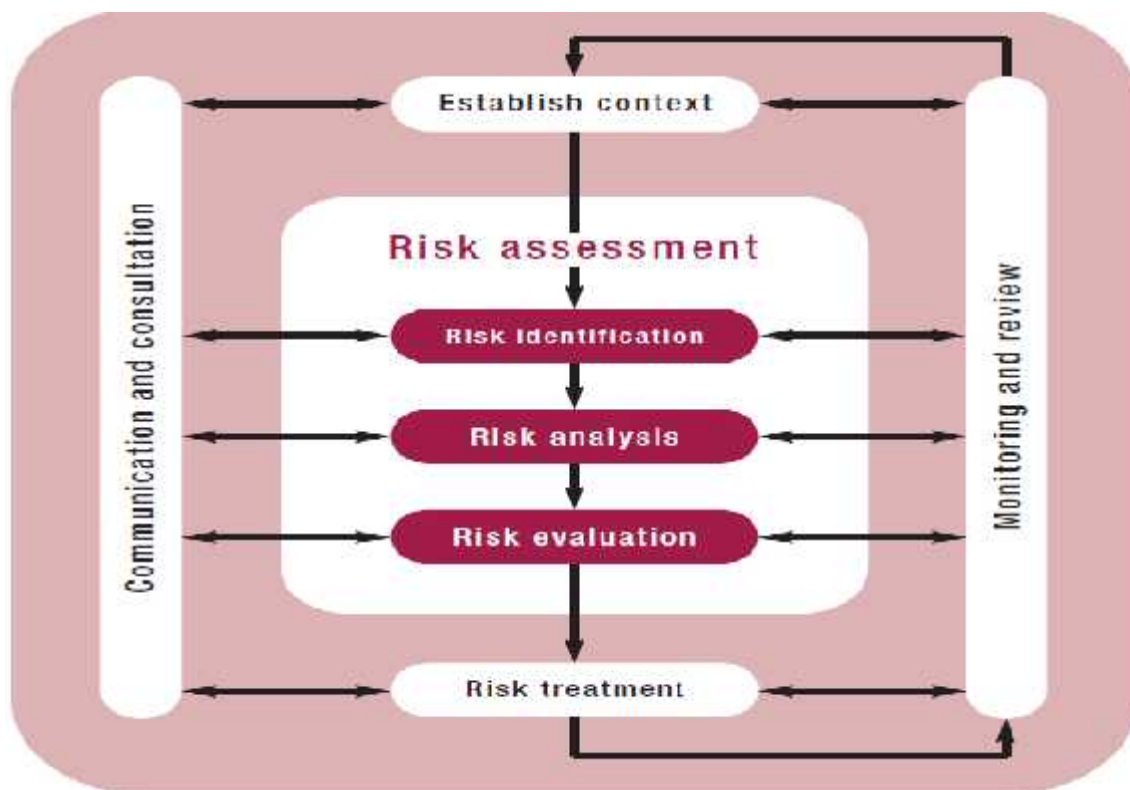 Establish context
Risk assessment
Risk identification
Risk analysis
Risk evaluation
Risk treatment
Communication and consultation
Monitoring and review